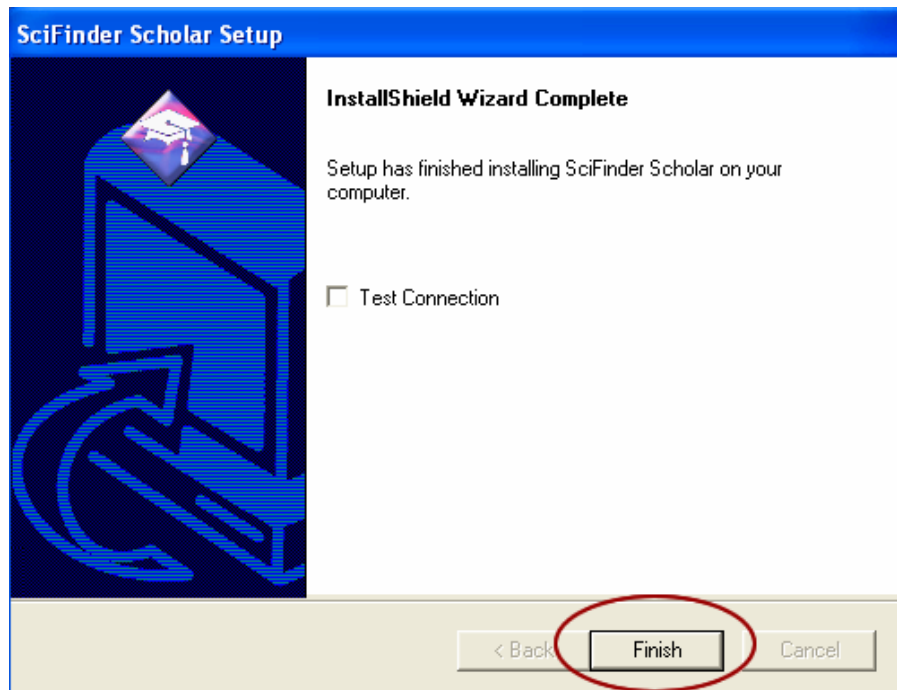 SciFinder Scholar Setup
InstallShield Wizard Complete
Setup has finished installing SciFinder Scholar on your
computer.
Test Connection
< Back
Finish
Cancel